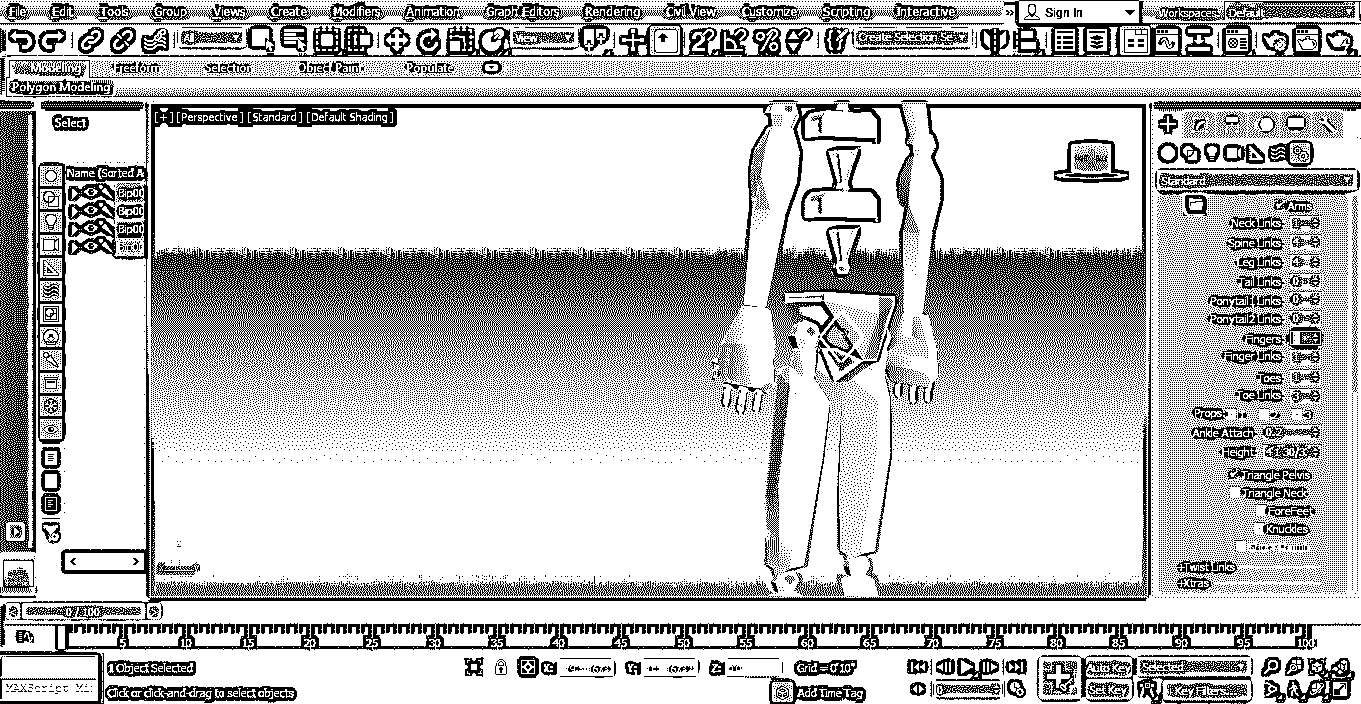 File Edit Tools Group Views Create Modifiers Animation Graph Editors Rendering Civil View Customize Scripting Interactive
Sign In
Workspaces: Default
View
Create Selection Se
Modeling Freeform Selection Object Paint Populate
Polygon Modeling
Select
Name (Sorted A
Bip00
Bip00
Bip00
[+] [Perspective] [Standard] [Default Shading]
Standard
Arms
Neck Links
Spine Links
Leg Links
Tail Links
Ponytail1 Links
Ponytail2 Links
Fingers
Finger Links
Toes
Toe Links
Props
Ankle Attach
Height
Triangle Pelvis
Triangle Neck
ForeFeet
Knuckles
Twist Links
Xtras
0 / 100
5 10 15 20 25 30 35 40 45 50 55 60 65 70 75 80 85 90 95 100
1 Object Selected
X: Y: Z:
Grid = 0'10"
Auto Key
Selected
MAXScript Mi
Click or click-and-drag to select objects
Add Time Tag
Set Key
Key Filters...